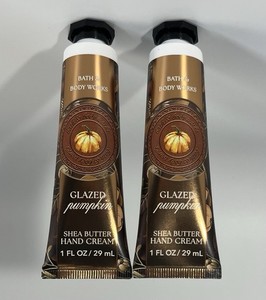 BATH &
BODY WORKS
GLAZED
pumpkin
SHEA BUTTER
HAND CREAM
1 FL OZ / 29 mL
BATH &
BODY WORKS
GLAZED
pumpkin
SHEA BUTTER
HAND CREAM
1 FL OZ / 29 mL